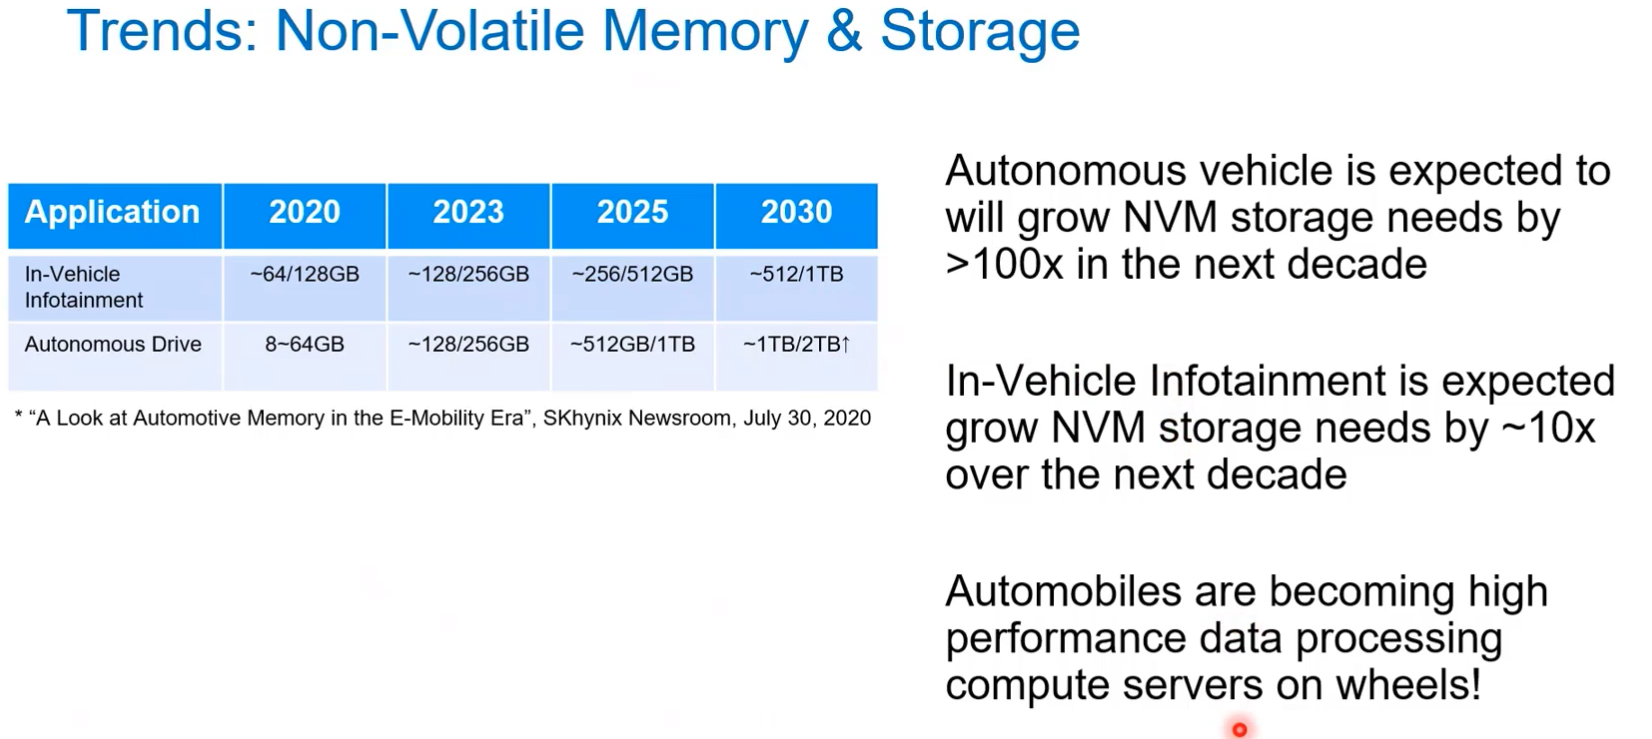 Trends: Non-Volatile Memory & Storage
Application 2020 2023 2025 2030
In-Vehicle
Infotainment
~64/128GB ~128/256GB ~256/512GB ~512/1TB
Autonomous Drive 8~64GB ~128/256GB ~512GB/1TB ~1TB/2TB↑
* “A Look at Automotive Memory in the E-Mobility Era”, SKhynix Newsroom, July 30, 2020
Autonomous vehicle is expected to
will grow NVM storage needs by
>100x in the next decade
In-Vehicle Infotainment is expected
grow NVM storage needs by ~10x
over the next decade
Automobiles are becoming high
performance data processing
compute servers on wheels!